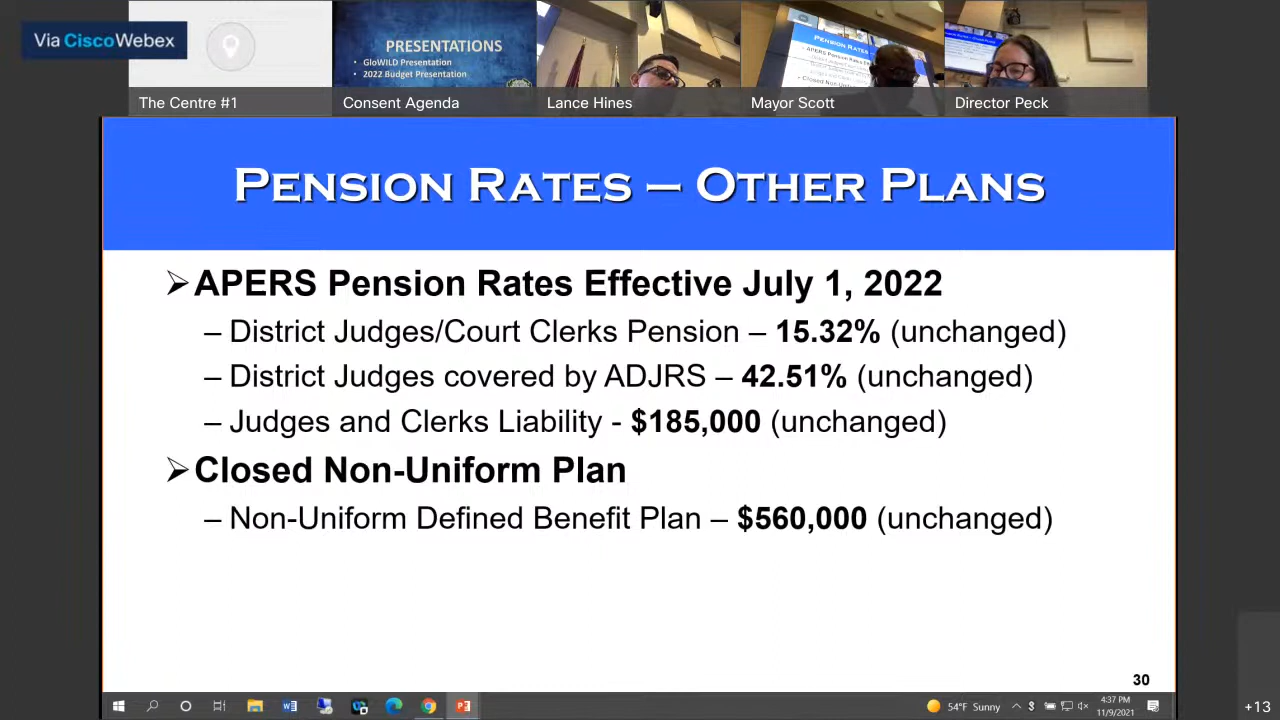 Via CiscoWebex
PRESENTATIONS
• GloWILD Presentation
• 2022 Budget Presentation
PENSION RATES
The Centre #1
Consent Agenda
Lance Hines
Mayor Scott
Director Peck
PENSION RATES – OTHER PLANS
➢APERS Pension Rates Effective July 1, 2022
– District Judges/Court Clerks Pension – 15.32% (unchanged)
– District Judges covered by ADJRS – 42.51% (unchanged)
– Judges and Clerks Liability - $185,000 (unchanged)
➢Closed Non-Uniform Plan
– Non-Uniform Defined Benefit Plan – $560,000 (unchanged)
30
54°F Sunny
4:37 PM
11/9/2021
+13